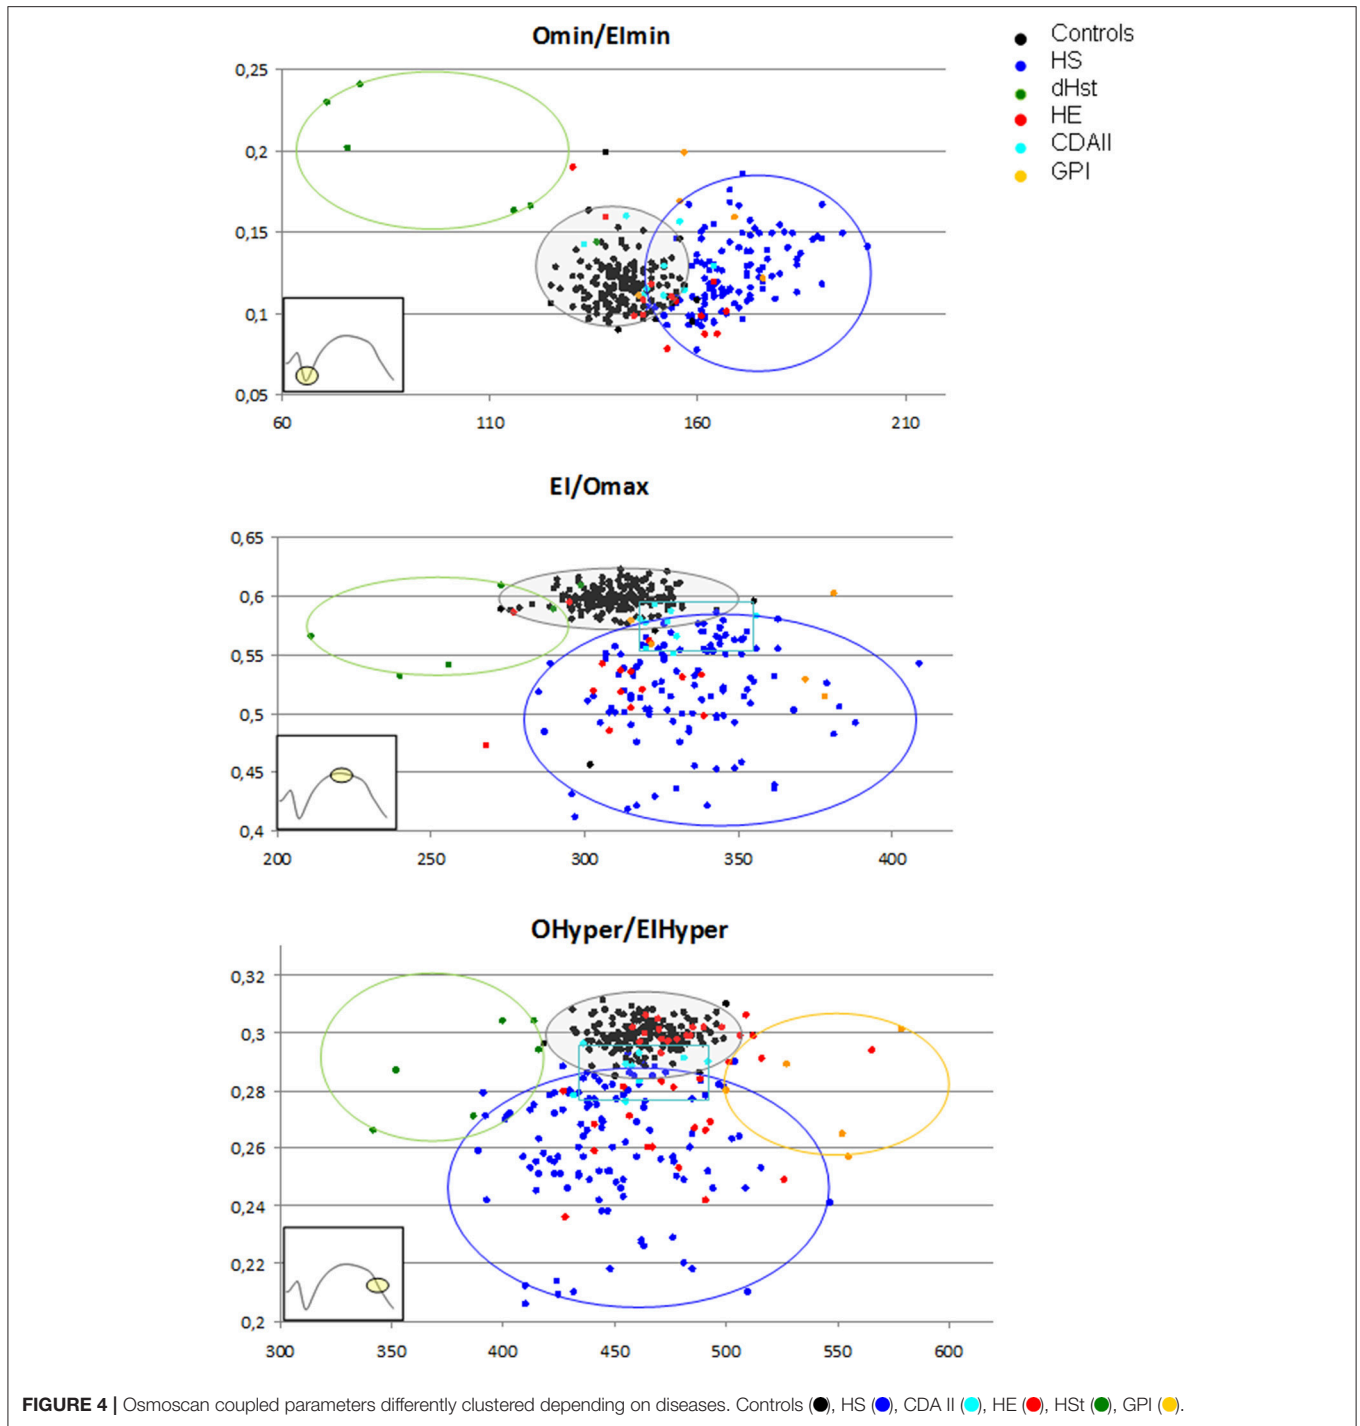 Omin/EImin
Controls
HS
dHst
HE
CDAII
GPI
0,25
0,2
0,15
0,1
0,05
60 110 160 210
EI/Omax
0,65
0,6
0,55
0,5
0,45
0,4
200 250 300 350 400
OHyper/EIHyper
0,32
0,3
0,28
0,26
0,24
0,22
0,2
300 350 400 450 500 550 600
FIGURE 4 | Osmoscan coupled parameters differently clustered depending on diseases. Controls (●), HS (●), CDA II (●), HE (●), HSt (●), GPI (●).